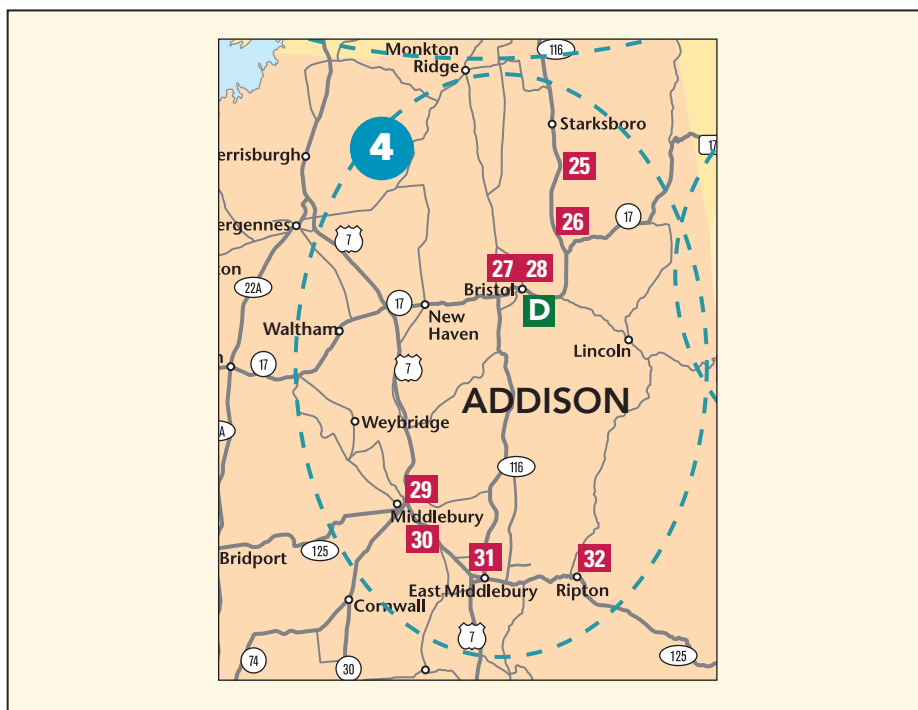 Monkton
Ridge
116
Starksboro
4
17
errisburgh
25
26
17
ergennes
7
27 28
ton
22A
Bristol
17
New
Haven
D
Waltham
Lincoln
n
17
7
ADDISON
Weybridge
A
116
29
Middlebury
30
125
Bridport
31
32
East Middlebury
Ripton
Cornwall
7
74
30
125